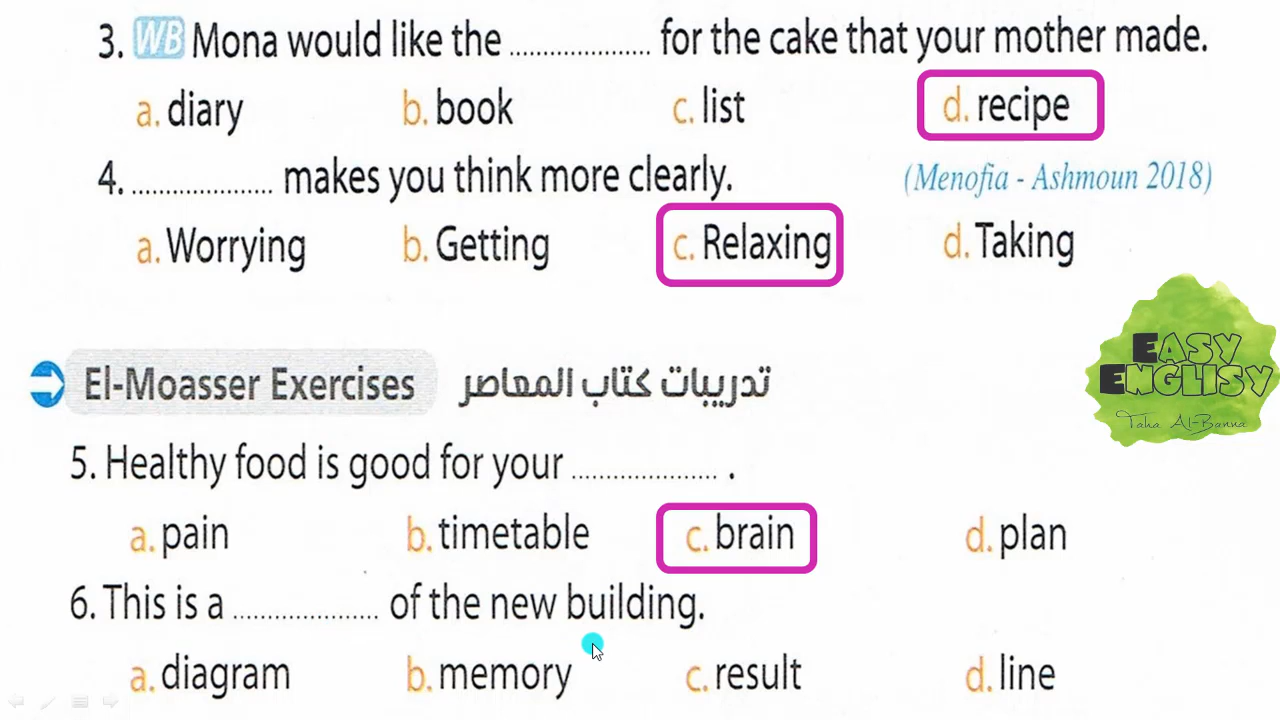 3. WB Mona would like the .................... for the cake that your mother made.
a. diary b. book c. list d. recipe
4. .................... makes you think more clearly. (Menofia - Ashmoun 2018)
a. Worrying b. Getting c. Relaxing d. Taking
EASY
ENGLISY
Taha Al-Banna
El-Moasser Exercises تدريبات كتاب المعاصر
5. Healthy food is good for your .................... .
a. pain b. timetable c. brain d. plan
6. This is a .................... of the new building.
a. diagram b. memory c. result d. line